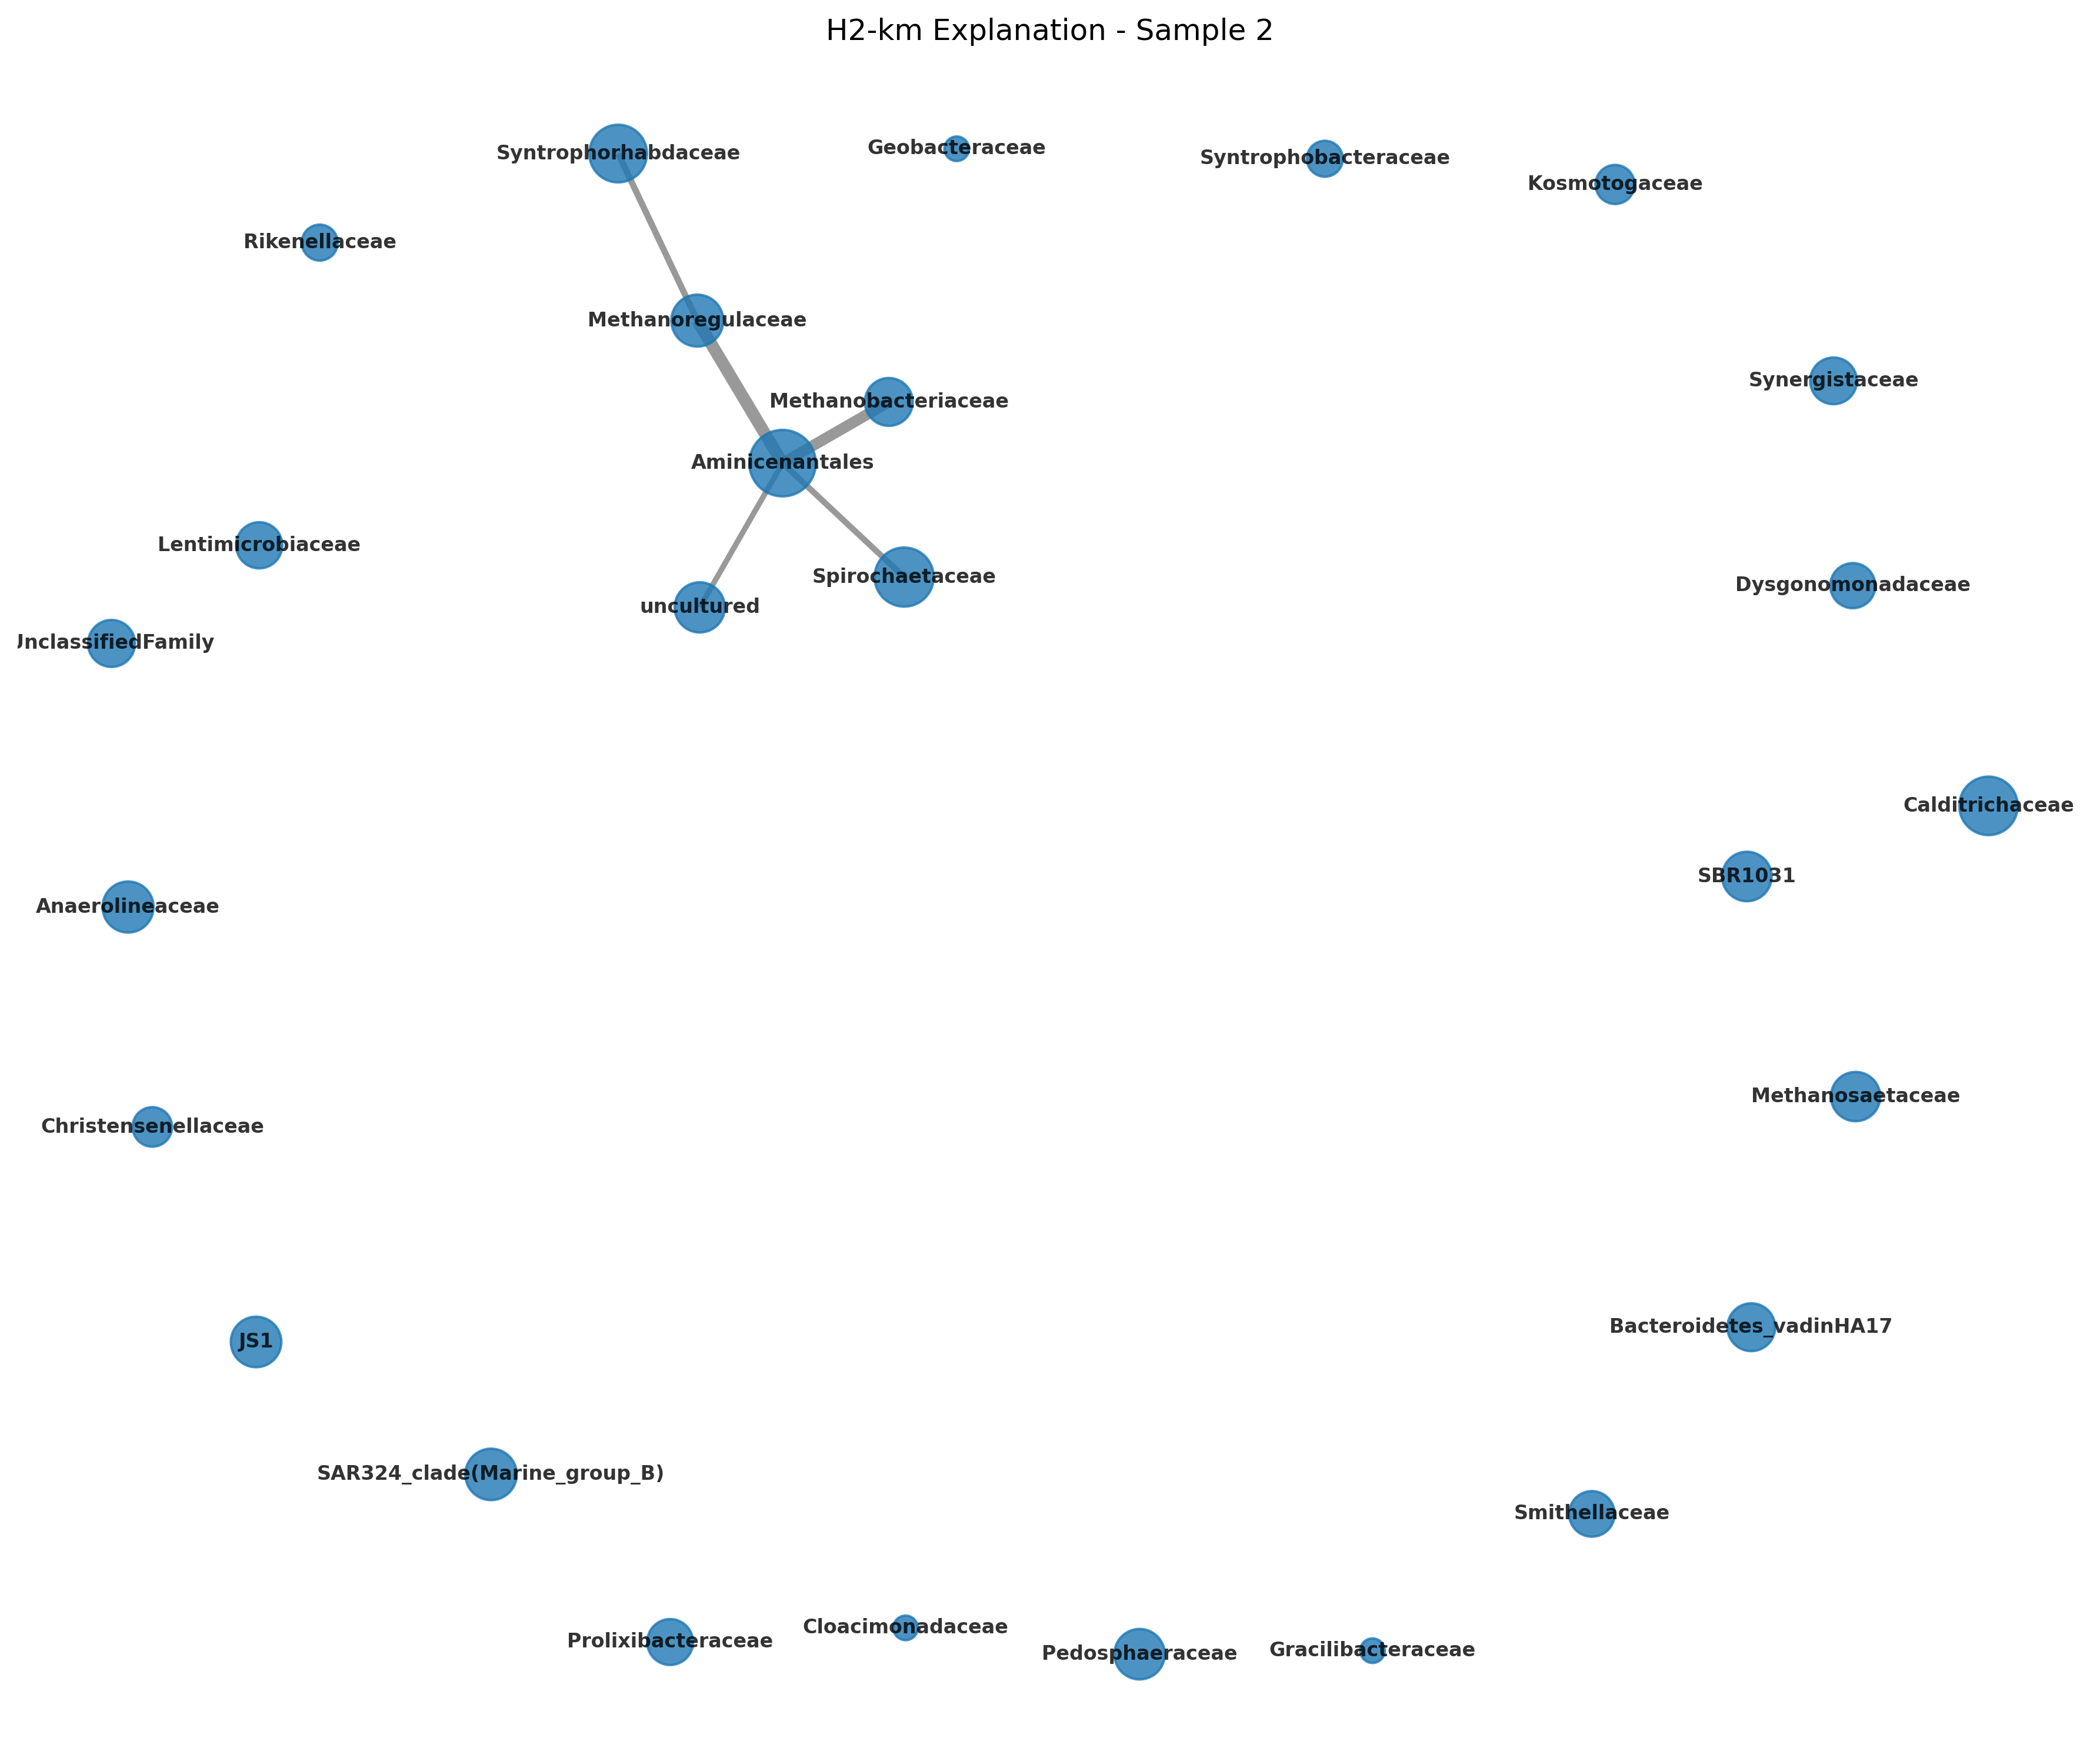 H2-km Explanation - Sample 2
Syntrophorhabdaceae
Geobacteraceae
Syntrophobacteraceae
Kosmotogaceae
Rikenellaceae
Methanoregulaceae
Synergistaceae
Methanobacteriaceae
Aminicenantales
Lentimicrobiaceae
Spirochaetaceae
Dysgonomonadaceae
uncultured
UnclassifiedFamily
Calditrichaceae
SBR1031
Anaerolineaceae
Methanosaetaceae
Christensenellaceae
Bacteroidetes_vadinHA17
JS1
SAR324_clade(Marine_group_B)
Smithellaceae
Cloacimonadaceae
Prolixibacteraceae
Pedosphaeraceae
Gracilibacteraceae